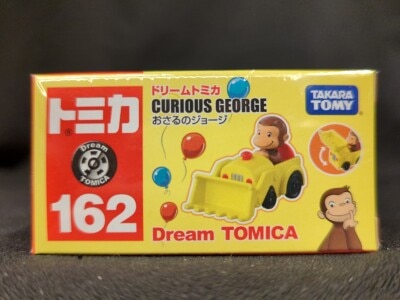 トミカ
®
Dream
TOMICA
162
ドリームトミカ
CURIOUS GEORGE
おさるのジョージ
Dream TOMICA
TAKARA
TOMY